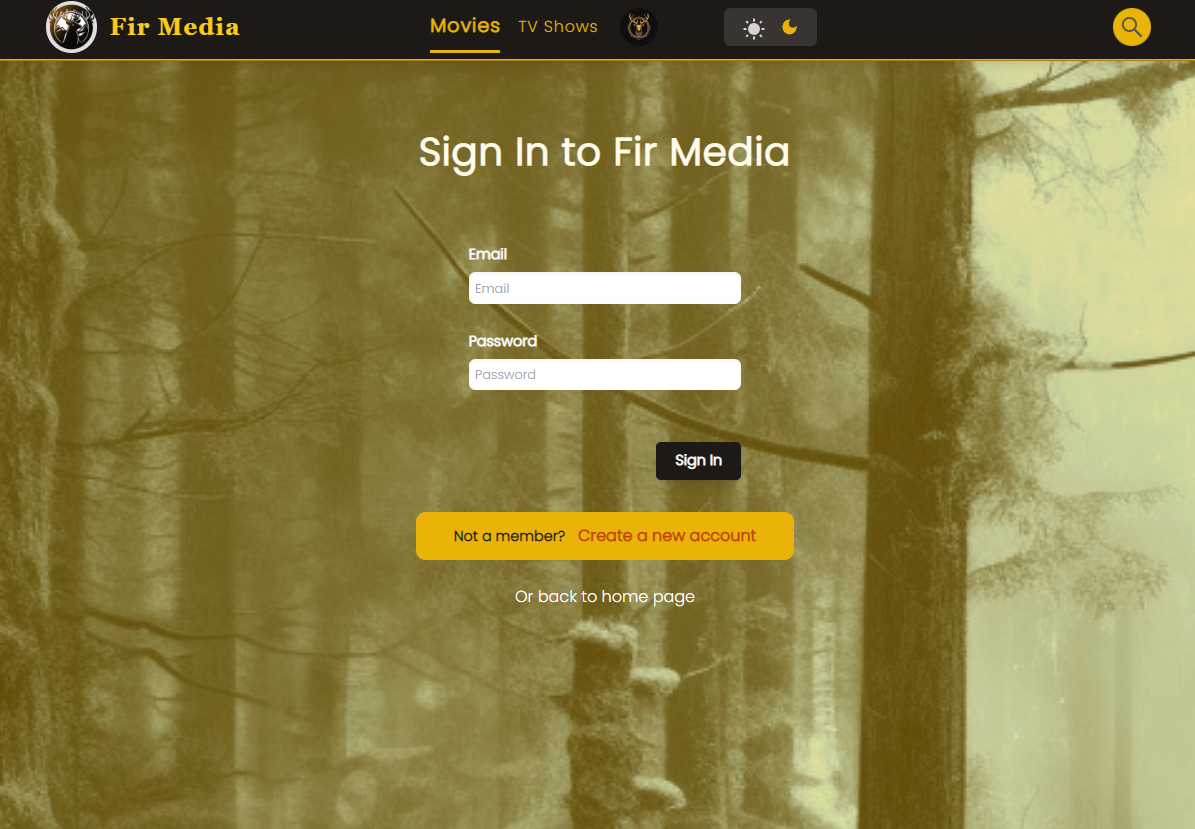 Fir Media
Movies
TV Shows
Sign In to Fir Media
Email
Email
Password
Password
Sign In
Not a member? Create a new account
Or back to home page